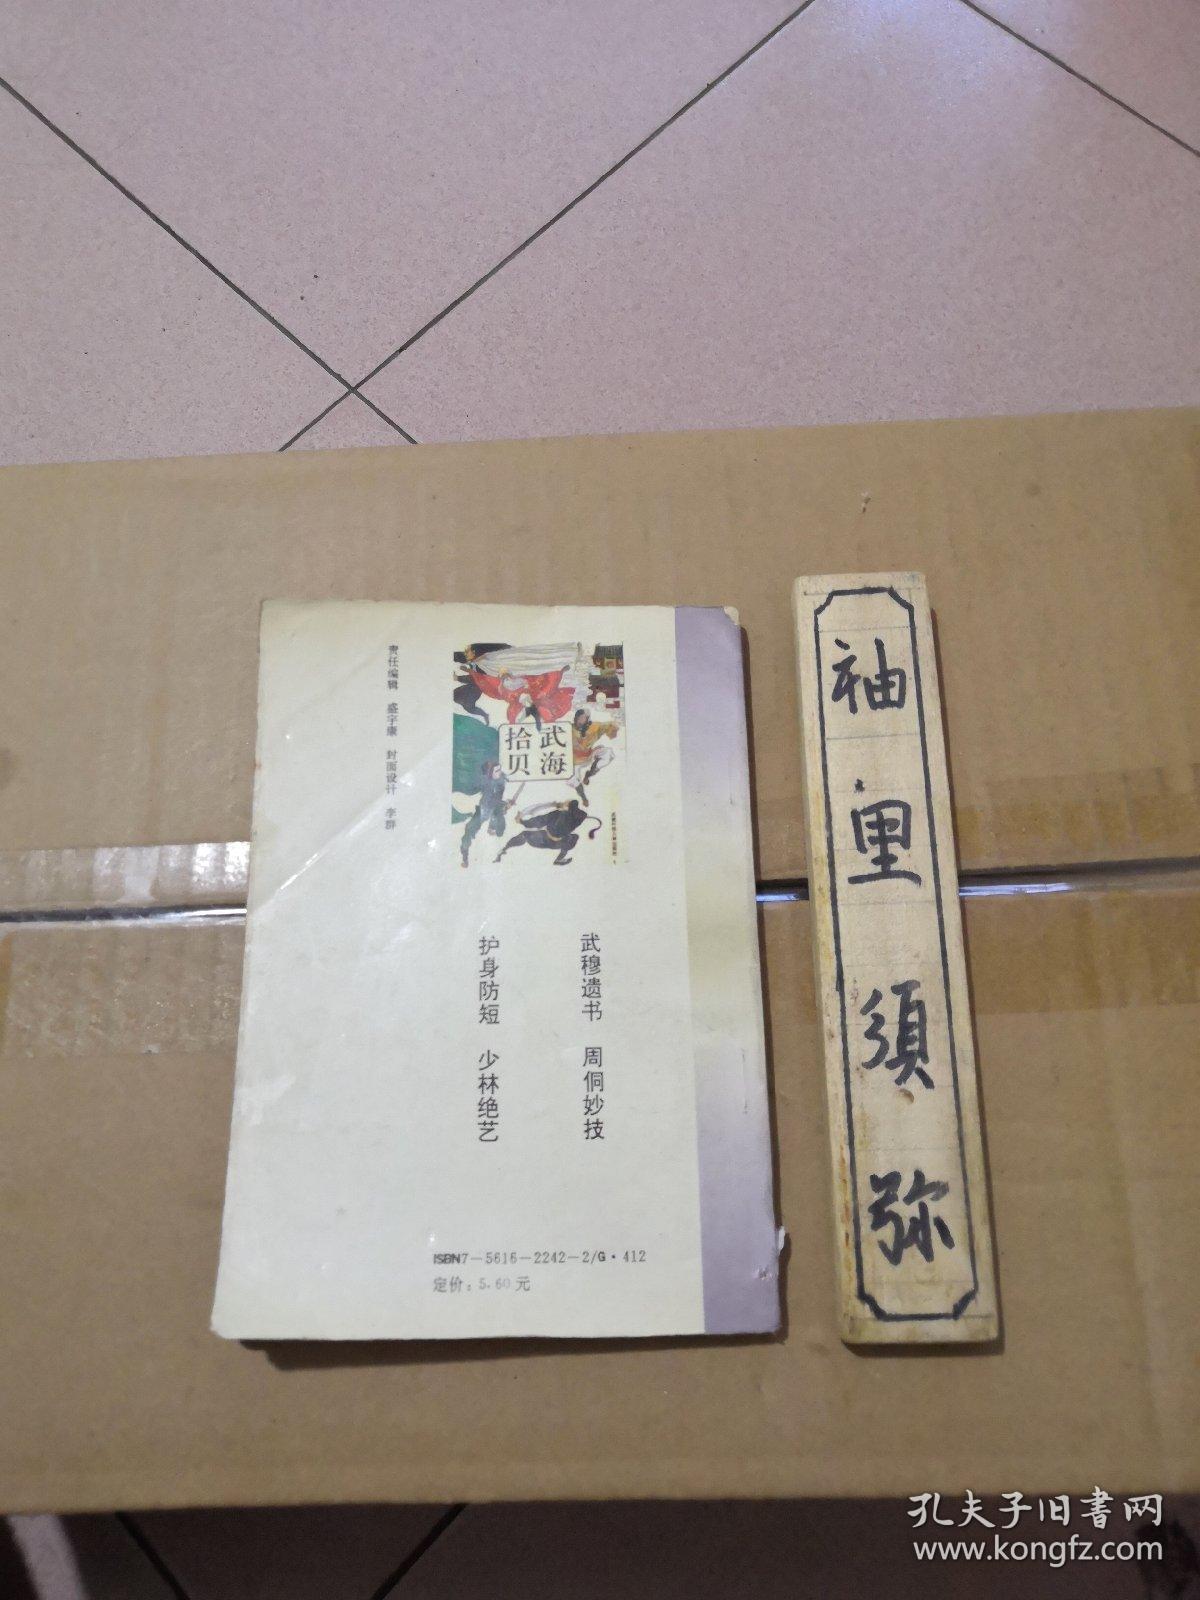 责任编辑 盛宇康 封面设计 李群
武海
拾贝
武穆遗书 周侗妙技
护身防短 少林绝艺
ISBN7-5616-2242-2/G·412
定价：5.60元
袖里須弥
孔夫子旧书网
www.kongfz.com